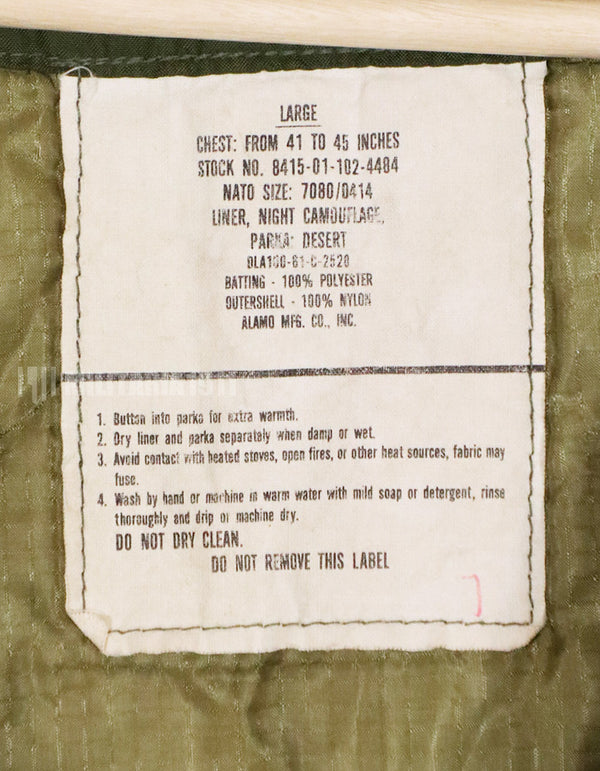 LARGE
CHEST: FROM 41 TO 45 INCHES
STOCK NO. 8415-01-102-4484
NATO SIZE: 7080/0414
LINER, NIGHT CAMOUFLAGE,
PARKA: DESERT
DLA100-81-C-2520
BATTING - 100% POLYESTER
OUTERSHELL - 100% NYLON
ALAMO MFG. CO., INC.
1. Button into parka for extra warmth.
2. Dry liner and parka separately when damp or wet.
3. Avoid contact with heated stoves, open fires, or other heat sources, fabric may
fuse.
4. Wash by hand or machine in warm water with mild soap or detergent, rinse
thoroughly and drip or machine dry.
DO NOT DRY CLEAN.
DO NOT REMOVE THIS LABEL